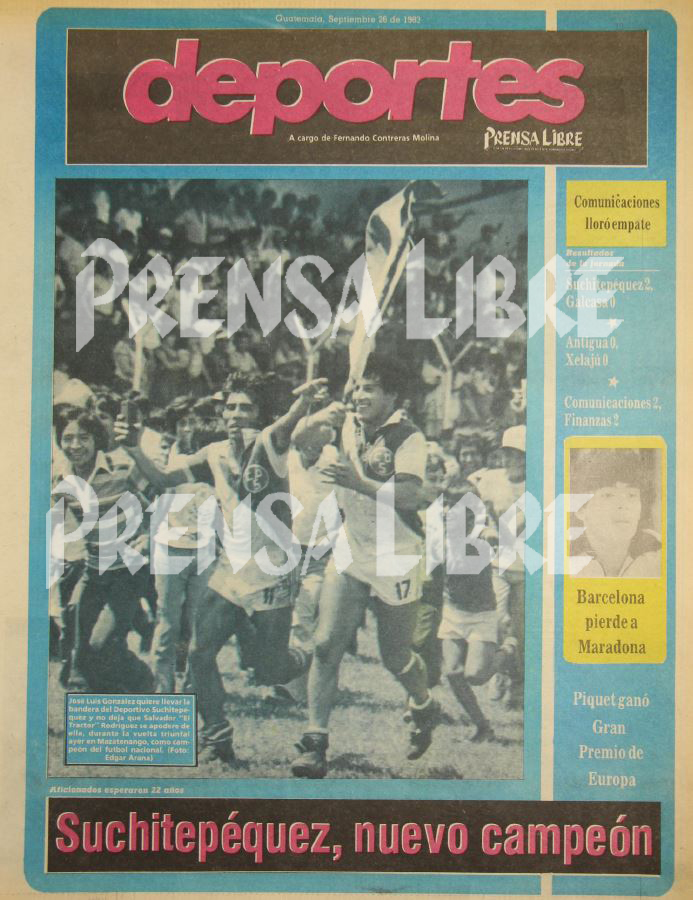 Guatemala, Septiembre 26 de 1983
deportes
A cargo de Fernando Contreras Molina
PRENSA LIBRE
Comunicaciones
lloró empate
Resultados
de la jornada
Suchitepéquez 2,
Galcasa 0
Antigua 0,
Xelajú 0
Comunicaciones 2,
Finanzas 2
PRENSA LIBRE
PRENSA LIBRE
17
Barcelona
pierde a
Maradona
Piquet ganó
Gran
Premio de
Europa
José Luis González quiere llevar la
bandera del Deportivo Suchitepé-
quez y no deja que Salvador "El
Tractor" Rodríguez se apodere de
ella, durante la vuelta triunfal
ayer en Mazatenango, como cam-
peón del futbol nacional. (Foto:
Edgar Arana)
Aficionados esperaron 22 años
Suchitepéquez, nuevo campeón